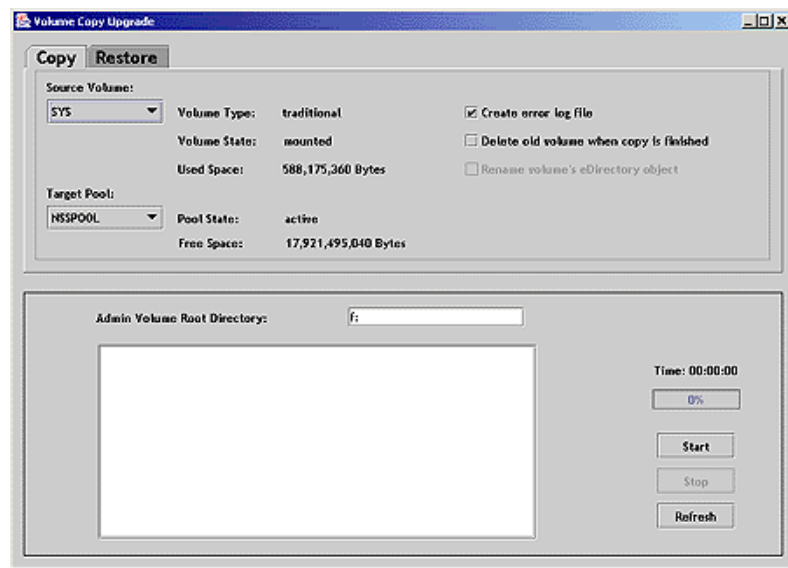 Volume Copy Upgrade
Copy Restore
Source Volume:
SYS Volume Type: traditional Create error log file
Volume State: mounted Delete old volume when copy is finished
Used Space: 588,175,360 Bytes Rename volume's eDirectory object
Target Pool:
NSSPOOL Pool State: active
Free Space: 17,921,495,040 Bytes
Admin Volume Root Directory: f:
Time: 00:00:00
0%
Start
Stop
Refresh